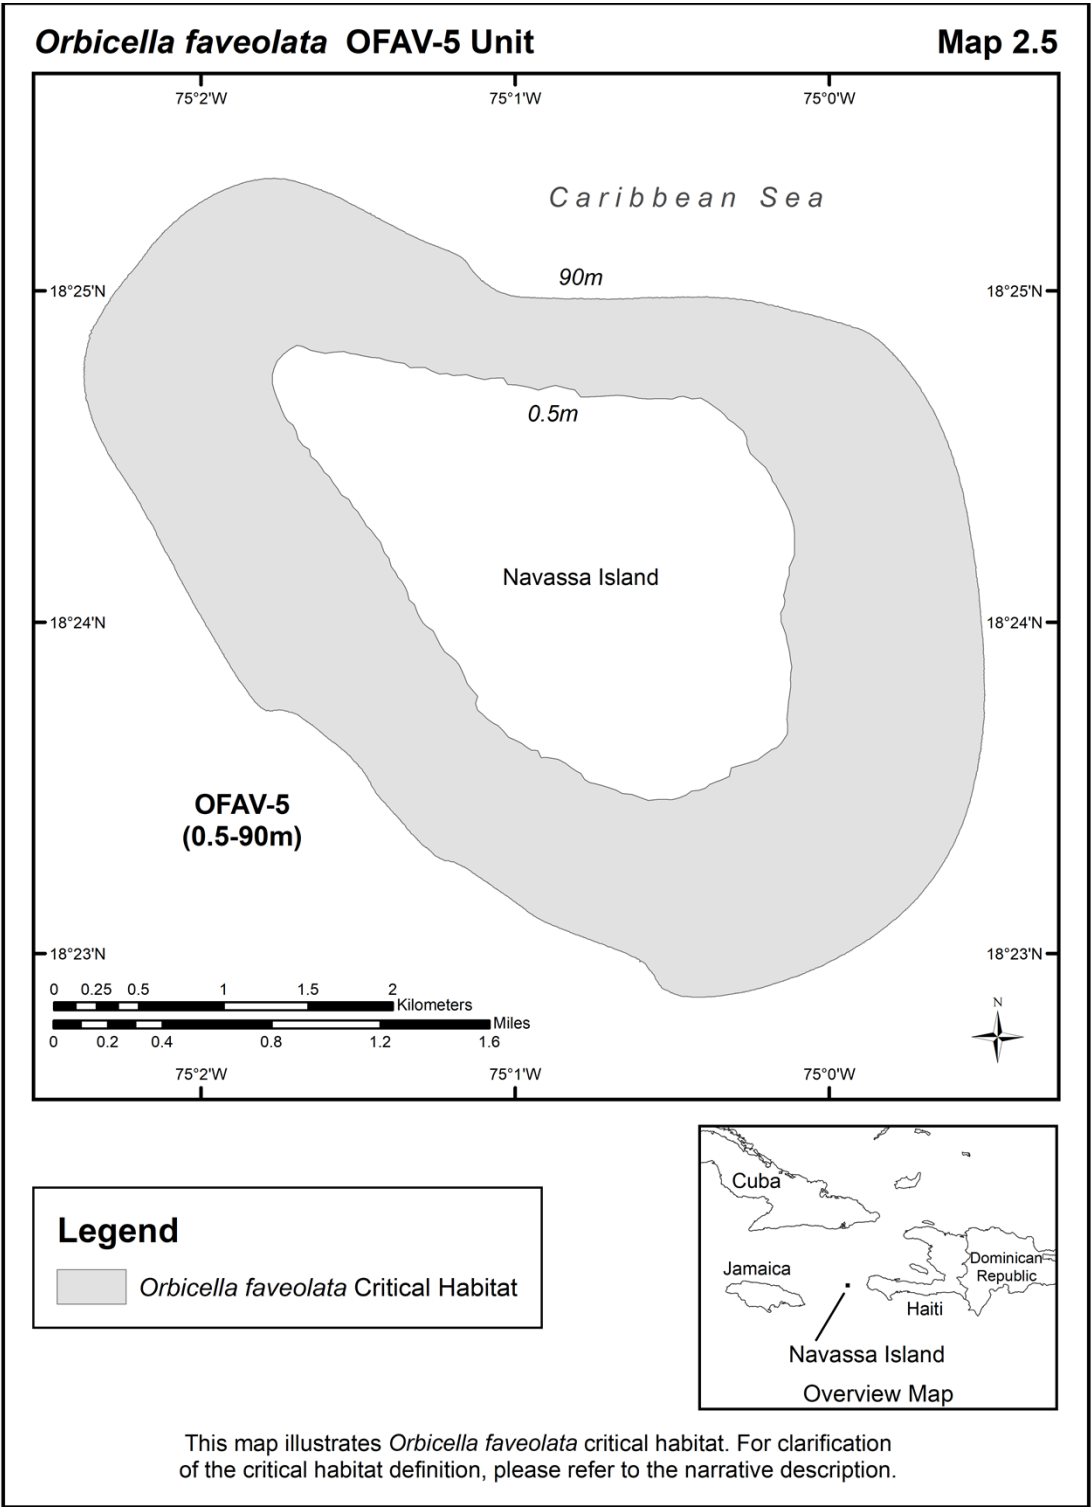 Orbicella faveolata OFAV-5 Unit
Map 2.5
75°2'W 75°1'W 75°0'W
Caribbean Sea
90m
18°25'N 18°25'N
0.5m
Navassa Island
18°24'N 18°24'N
OFAV-5
(0.5-90m)
18°23'N 18°23'N
0 0.25 0.5 1 1.5 2
Kilometers
Miles
0 0.2 0.4 0.8 1.2 1.6
N
75°2'W 75°1'W 75°0'W
Legend
Orbicella faveolata Critical Habitat
Cuba
Jamaica
Dominican
Republic
Haiti
Navassa Island
Overview Map
This map illustrates Orbicella faveolata critical habitat. For clarification
of the critical habitat definition, please refer to the narrative description.